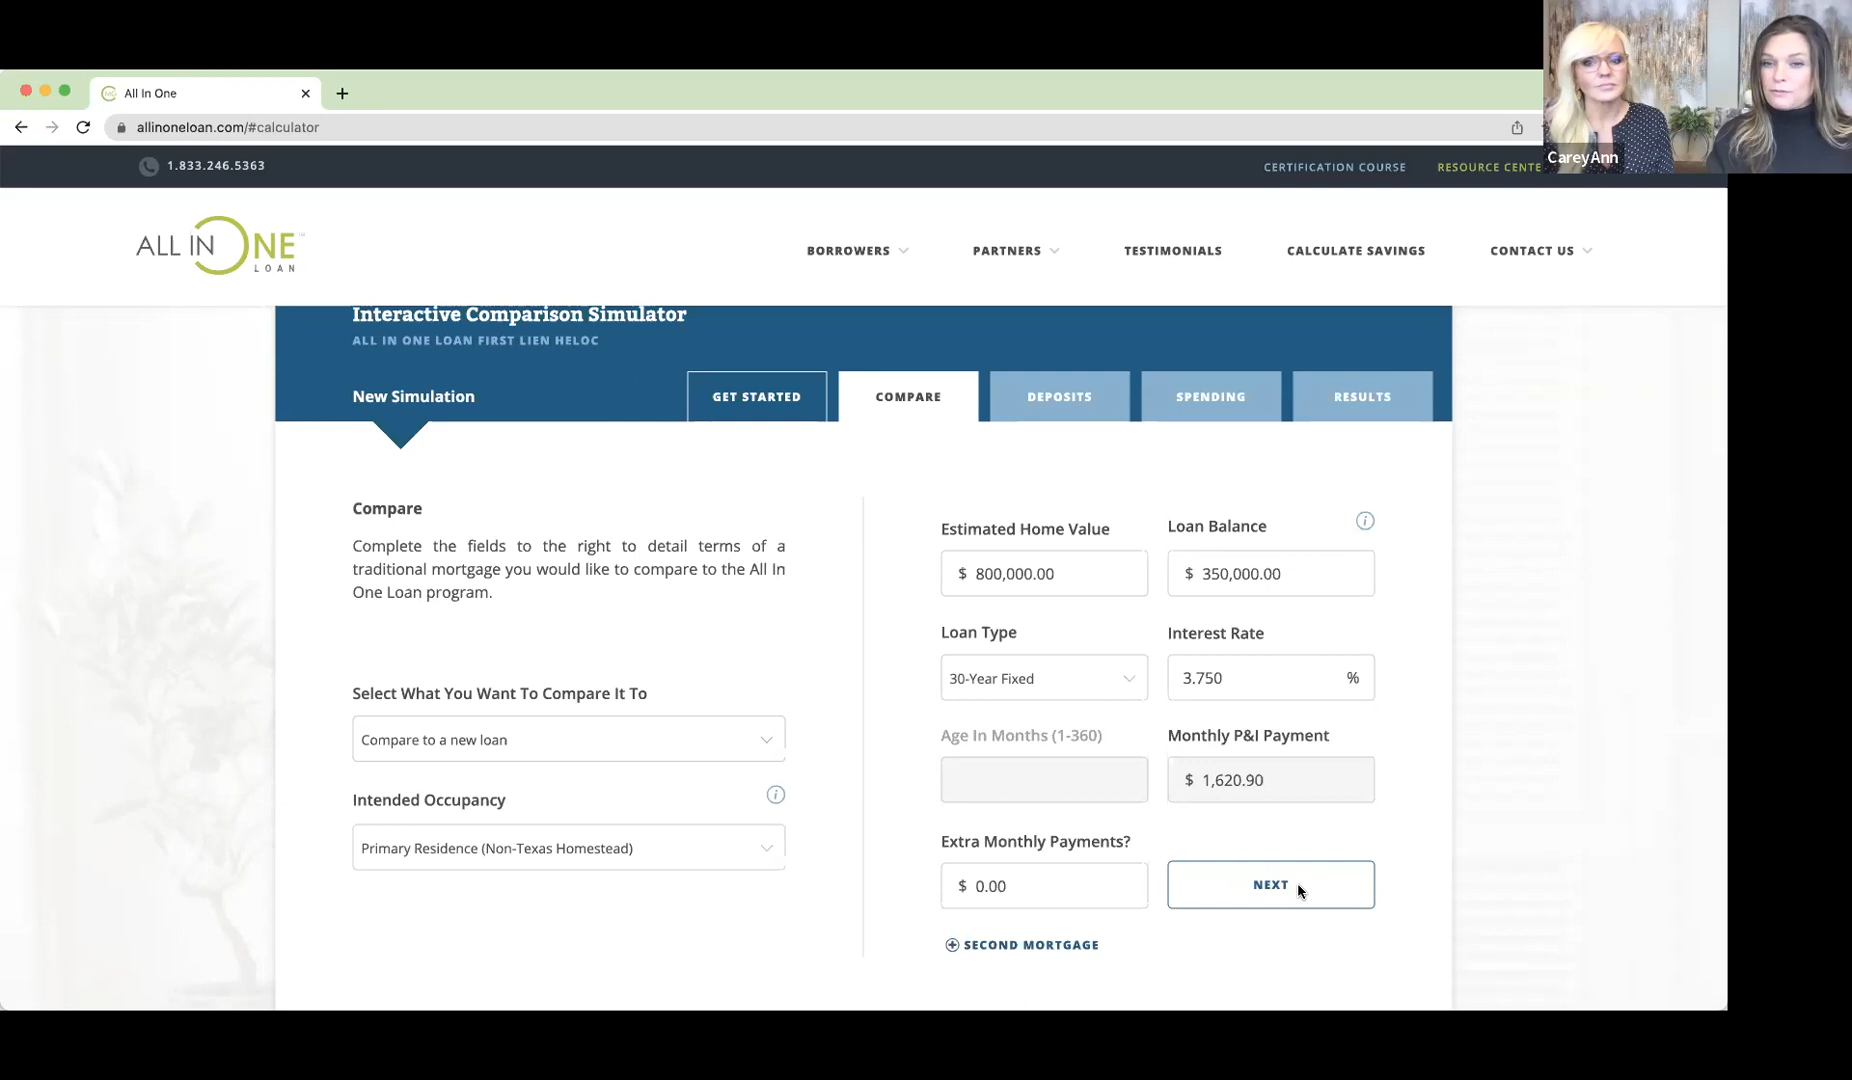 All In One
allinoneloan.com/#calculator
1.833.246.5363
CERTIFICATION COURSE
RESOURCE CENTE
CareyAnn
ALL IN ONE
LOAN
BORROWERS
PARTNERS
TESTIMONIALS
CALCULATE SAVINGS
CONTACT US
Interactive Comparison Simulator
ALL IN ONE LOAN FIRST LIEN HELOC
New Simulation
GET STARTED
COMPARE
DEPOSITS
SPENDING
RESULTS
Compare
Complete the fields to the right to detail terms of a
traditional mortgage you would like to compare to the All In
One Loan program.
Select What You Want To Compare It To
Compare to a new loan
Intended Occupancy
Primary Residence (Non-Texas Homestead)
Estimated Home Value
$ 800,000.00
Loan Balance
$ 350,000.00
Loan Type
30-Year Fixed
Interest Rate
3.750 %
Age In Months (1-360)
Monthly P&I Payment
$ 1,620.90
Extra Monthly Payments?
$ 0.00
NEXT
SECOND MORTGAGE